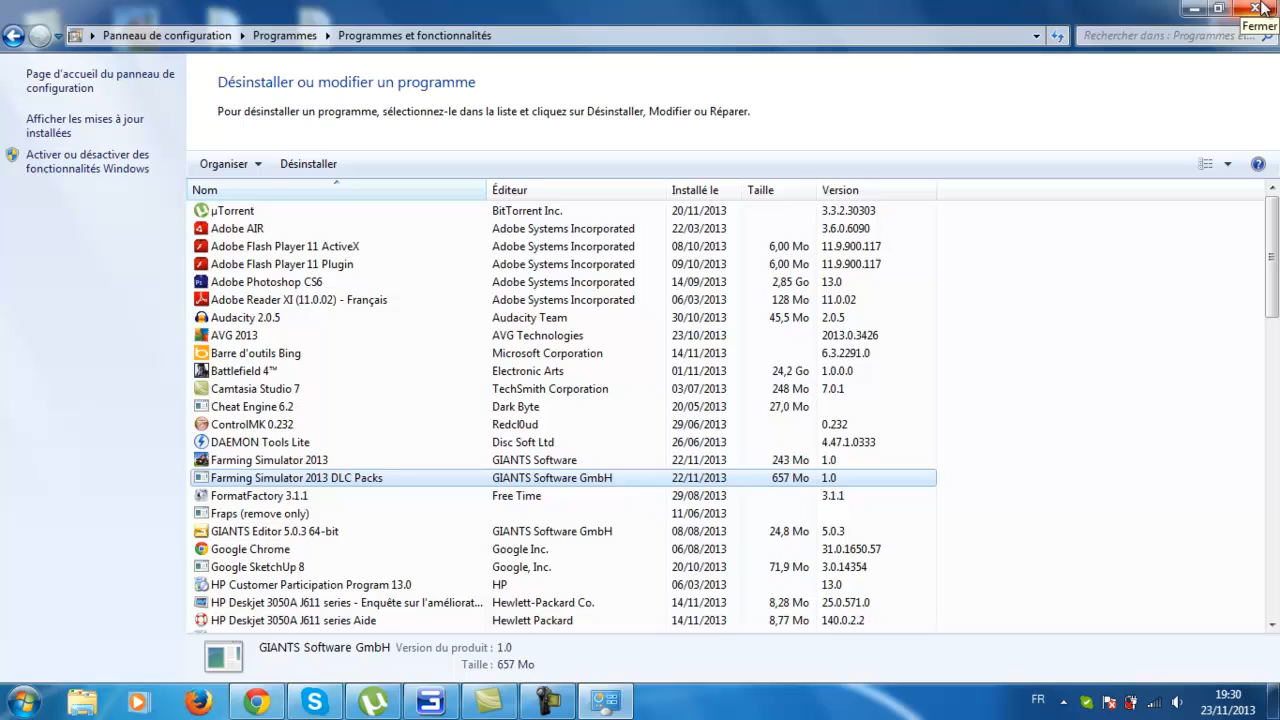 Fermer
Panneau de configuration Programmes Programmes et fonctionnalités
Rechercher dans : Programmes et...
Page d'accueil du panneau de configuration
Afficher les mises à jour installées
Activer ou désactiver des fonctionnalités Windows
Désinstaller ou modifier un programme
Pour désinstaller un programme, sélectionnez-le dans la liste et cliquez sur Désinstaller, Modifier ou Réparer.
Organiser Désinstaller
Nom Éditeur Installé le Taille Version
µTorrent BitTorrent Inc. 20/11/2013 3.3.2.30303
Adobe AIR Adobe Systems Incorporated 22/03/2013 3.6.0.6090
Adobe Flash Player 11 ActiveX Adobe Systems Incorporated 08/10/2013 6,00 Mo 11.9.900.117
Adobe Flash Player 11 Plugin Adobe Systems Incorporated 09/10/2013 6,00 Mo 11.9.900.117
Adobe Photoshop CS6 Adobe Systems Incorporated 14/09/2013 2,85 Go 13.0
Adobe Reader XI (11.0.02) - Français Adobe Systems Incorporated 06/03/2013 128 Mo 11.0.02
Audacity 2.0.5 Audacity Team 30/10/2013 45,5 Mo 2.0.5
AVG 2013 AVG Technologies 23/10/2013 2013.0.3426
Barre d'outils Bing Microsoft Corporation 14/11/2013 6.3.2291.0
Battlefield 4™ Electronic Arts 01/11/2013 24,2 Go 1.0.0.0
Camtasia Studio 7 TechSmith Corporation 03/07/2013 248 Mo 7.0.1
Cheat Engine 6.2 Dark Byte 20/05/2013 27,0 Mo
ControlMK 0.232 Redcl0ud 29/06/2013 0.232
DAEMON Tools Lite Disc Soft Ltd 26/06/2013 4.47.1.0333
Farming Simulator 2013 GIANTS Software 22/11/2013 243 Mo 1.0
Farming Simulator 2013 DLC Packs GIANTS Software GmbH 22/11/2013 657 Mo 1.0
FormatFactory 3.1.1 Free Time 29/08/2013 3.1.1
Fraps (remove only) 11/06/2013
GIANTS Editor 5.0.3 64-bit GIANTS Software GmbH 08/08/2013 24,8 Mo 5.0.3
Google Chrome Google Inc. 06/08/2013 31.0.1650.57
Google SketchUp 8 Google, Inc. 20/10/2013 71,9 Mo 3.0.14354
HP Customer Participation Program 13.0 HP 06/03/2013 13.0
HP Deskjet 3050A J611 series - Enquête sur l'améliorat... Hewlett-Packard Co. 14/11/2013 8,28 Mo 25.0.571.0
HP Deskjet 3050A J611 series Aide Hewlett Packard 14/11/2013 8,77 Mo 140.0.2.2
GIANTS Software GmbH Version du produit : 1.0
Taille : 657 Mo
FR 19:30
23/11/2013